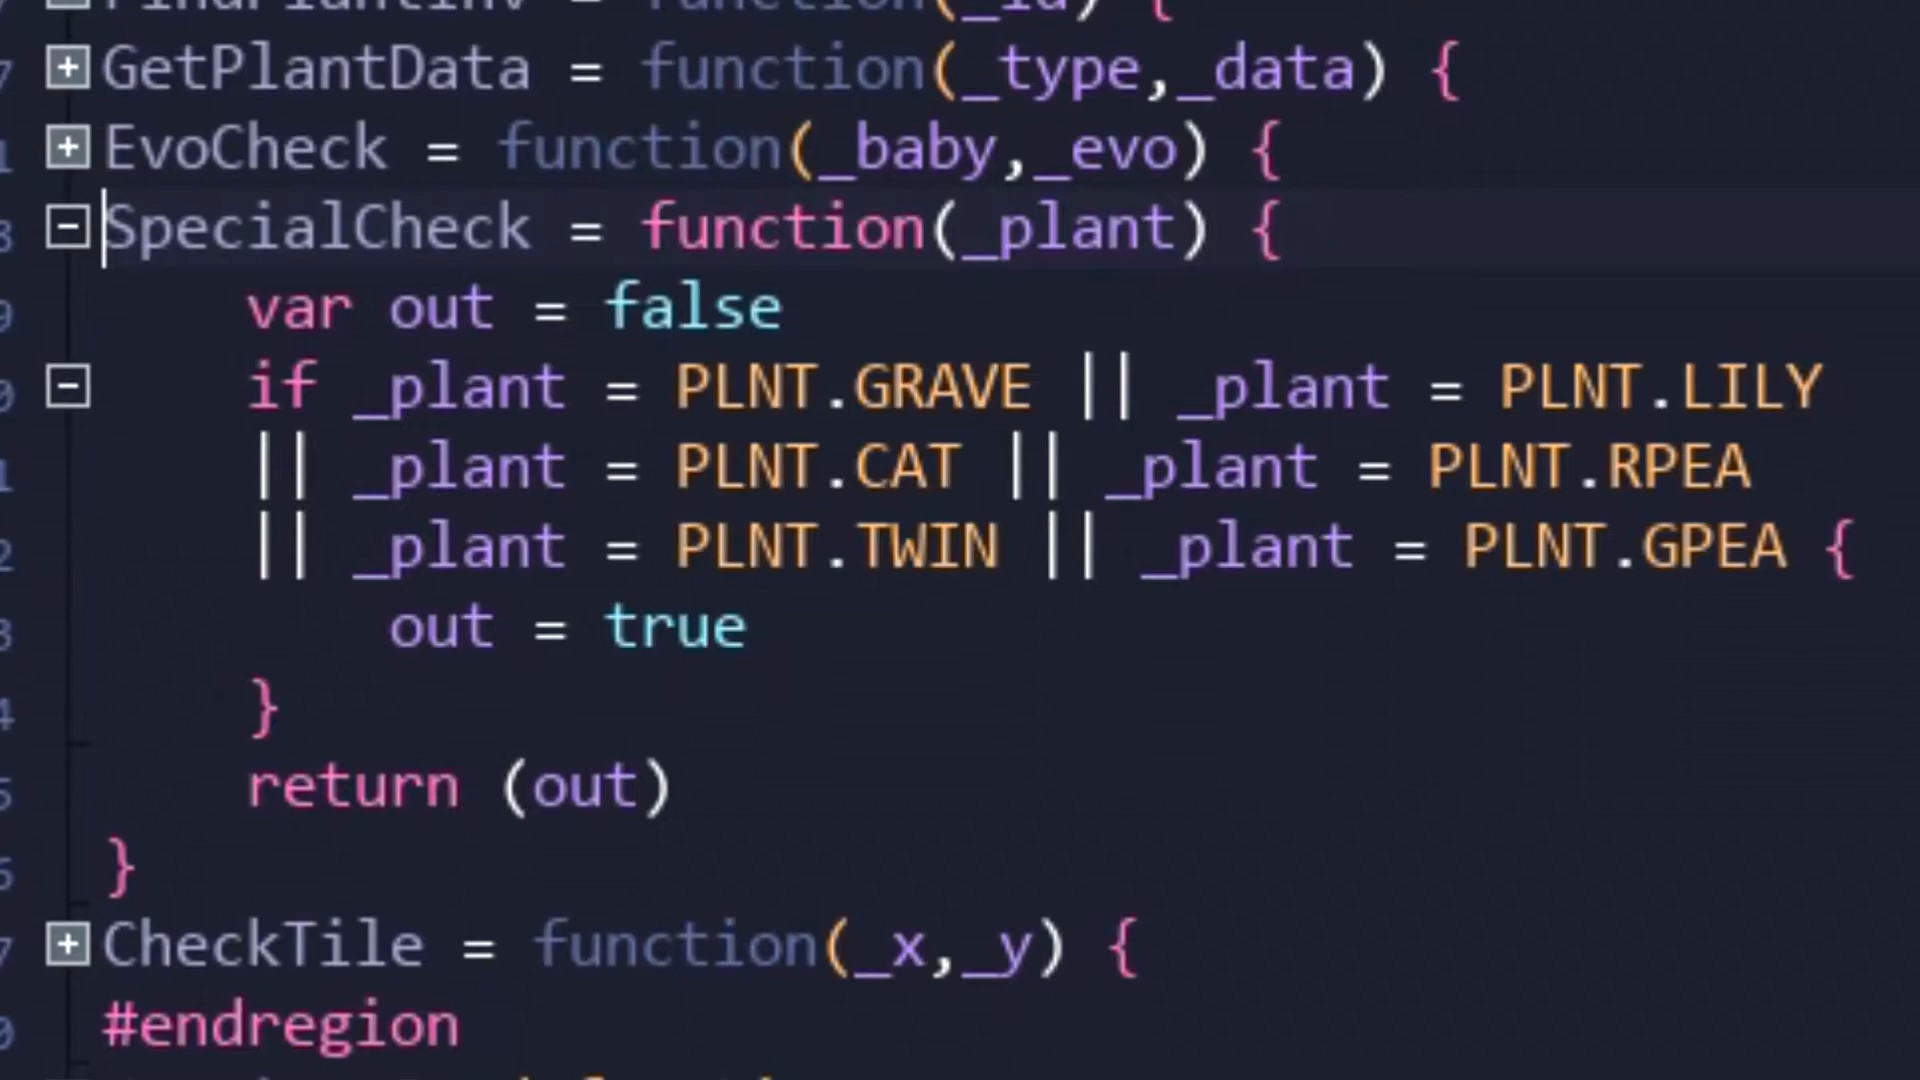 = function(_id) {
GetPlantData = function(_type,_data) {
EvoCheck = function(_baby,_evo) {
SpecialCheck = function(_plant) {
var out = false
if _plant = PLNT.GRAVE || _plant = PLNT.LILY
|| _plant = PLNT.CAT || _plant = PLNT.RPEA
|| _plant = PLNT.TWIN || _plant = PLNT.GPEA {
out = true
}
return (out)
}
CheckTile = function(_x,_y) {
#endregion